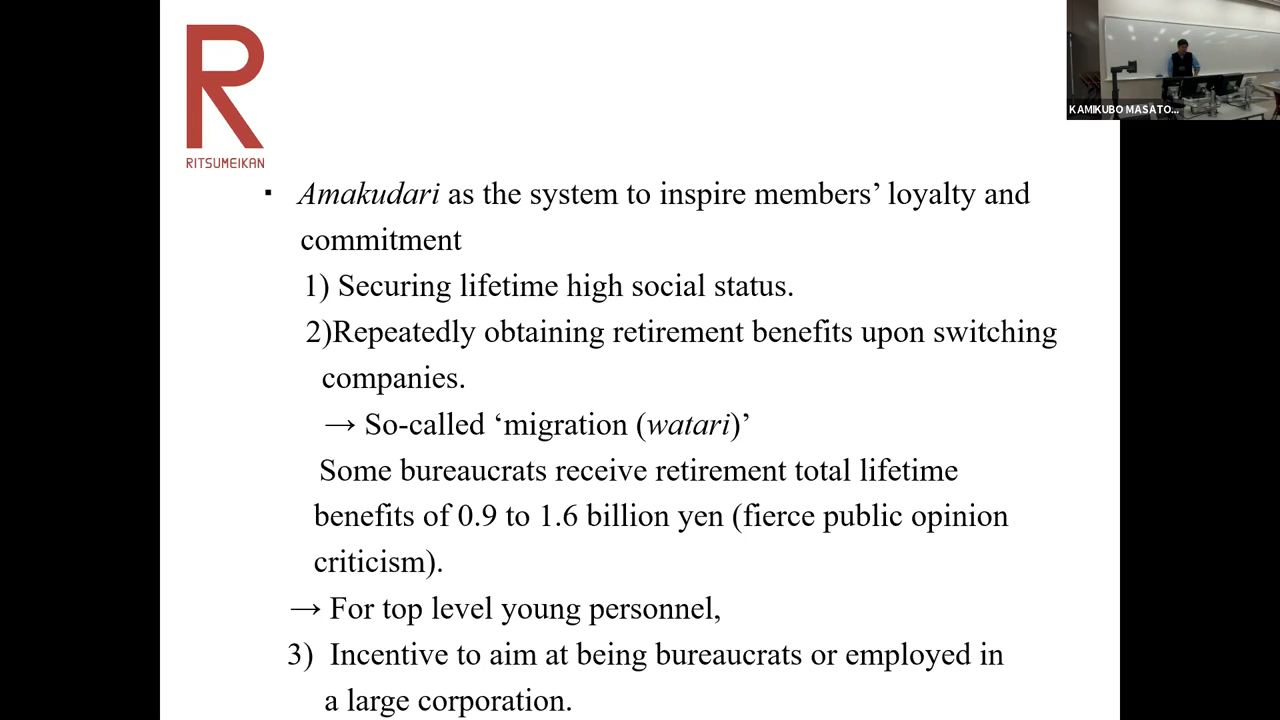 R
RITSUMEIKAN
KAMIKUBO MASATO...
▪ Amakudari as the system to inspire members’ loyalty and
commitment
1) Securing lifetime high social status.
2)Repeatedly obtaining retirement benefits upon switching
companies.
→ So-called ‘migration (watari)’
Some bureaucrats receive retirement total lifetime
benefits of 0.9 to 1.6 billion yen (fierce public opinion
criticism).
→ For top level young personnel,
3) Incentive to aim at being bureaucrats or employed in
a large corporation.